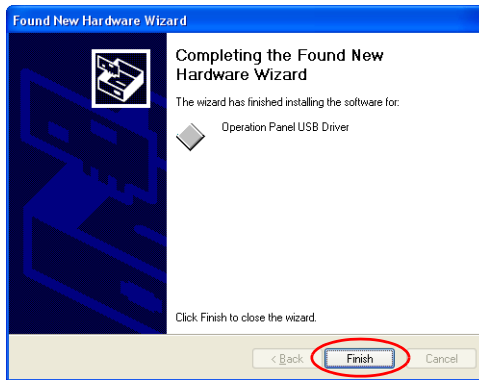 Found New Hardware Wizard
Completing the Found New
Hardware Wizard
The wizard has finished installing the software for:
Operation Panel USB Driver
Click Finish to close the wizard.
< Back
Finish
Cancel